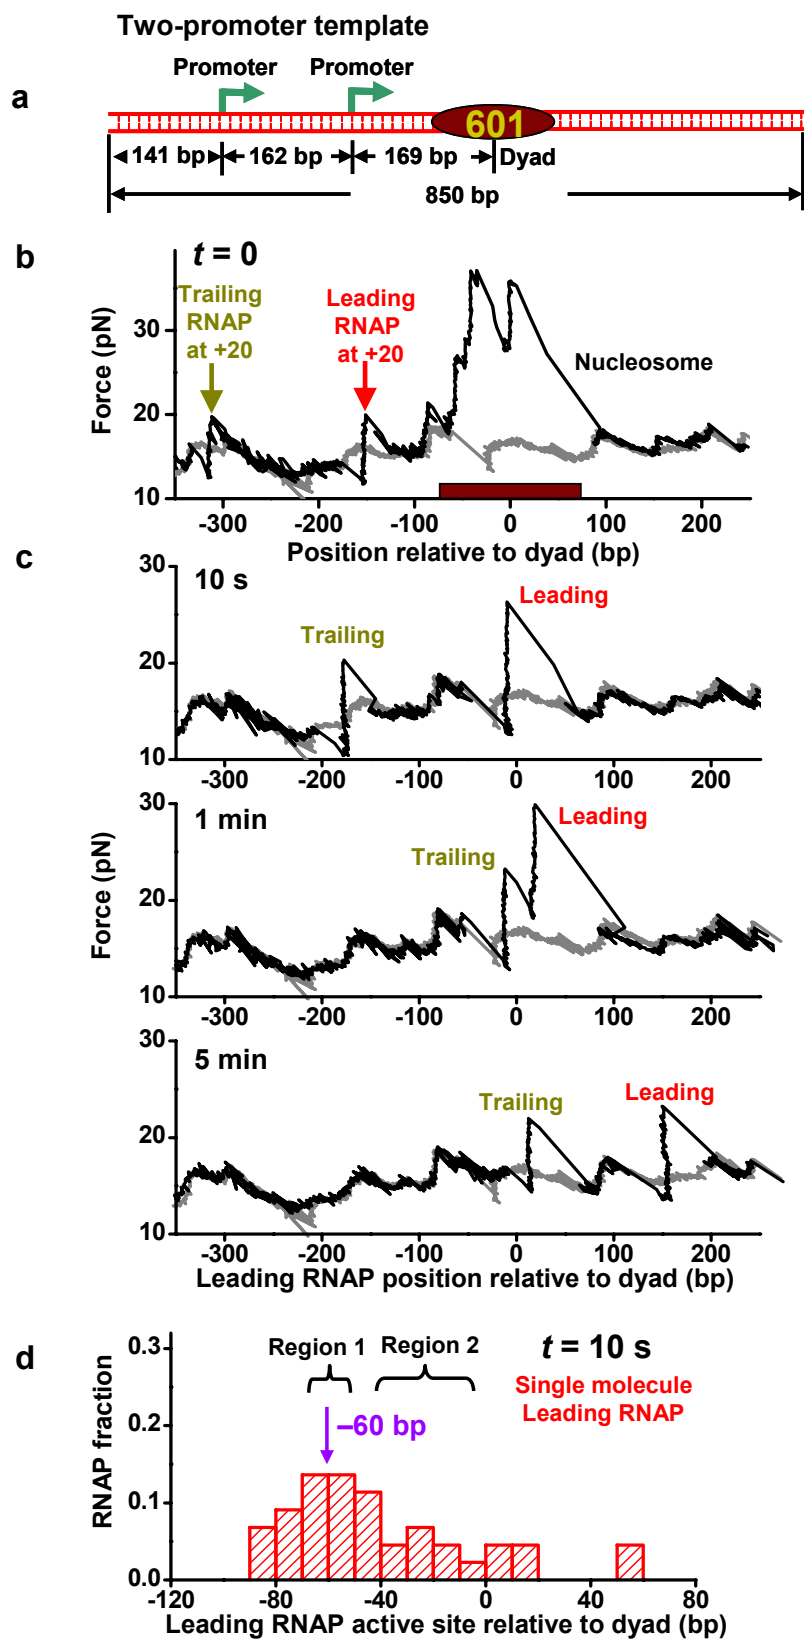 Two-promoter template
Promoter Promoter
a
601
141 bp 162 bp 169 bp Dyad
850 bp
b
t = 0
Trailing RNAP at +20
Leading RNAP at +20
Nucleosome
Force (pN)
30
20
10
-300 -200 -100 0 100 200
Position relative to dyad (bp)
c
10 s
Trailing
Leading
30
20
10
-300 -200 -100 0 100 200
1 min
Trailing
Leading
Force (pN)
30
20
10
-300 -200 -100 0 100 200
5 min
Trailing
Leading
30
20
10
-300 -200 -100 0 100 200
Leading RNAP position relative to dyad (bp)
d
Region 1 Region 2
t = 10 s
Single molecule
Leading RNAP
–60 bp
RNAP fraction
0.3
0.2
0.1
0.0
-120 -80 -40 0 40 80
Leading RNAP active site relative to dyad (bp)